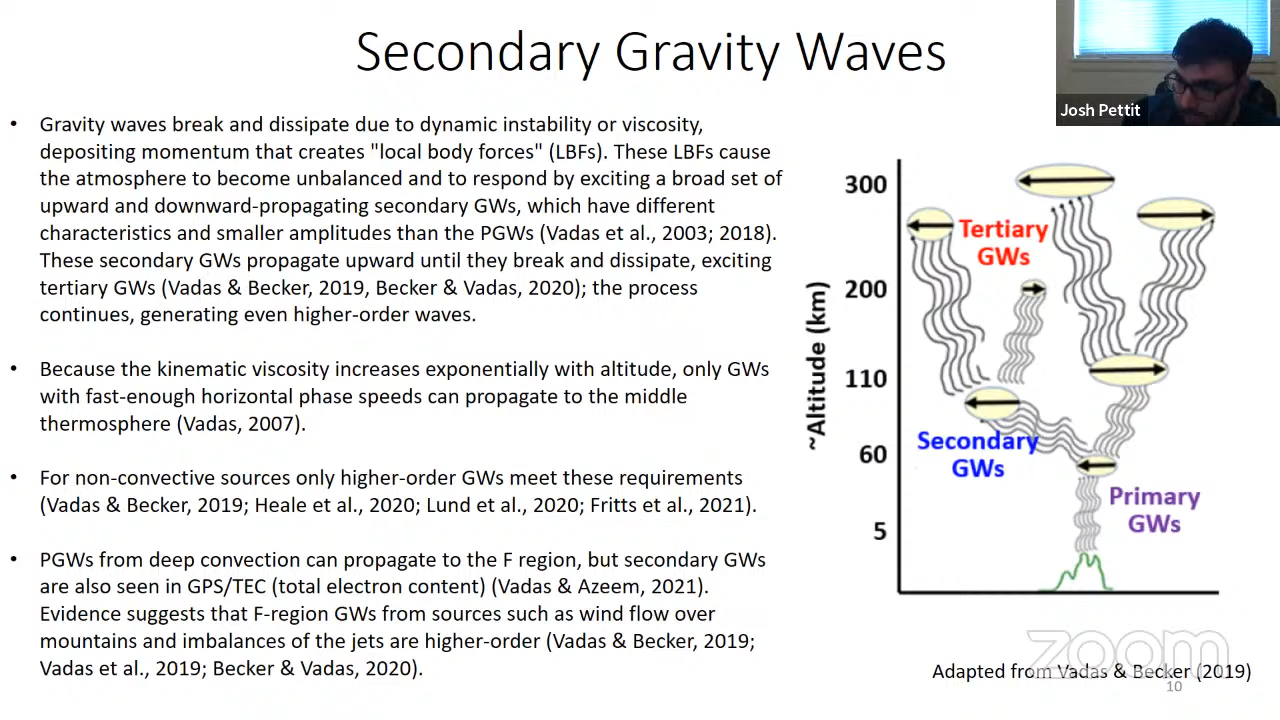 Secondary Gravity Waves
Josh Pettit
• Gravity waves break and dissipate due to dynamic instability or viscosity,
depositing momentum that creates "local body forces" (LBFs). These LBFs cause
the atmosphere to become unbalanced and to respond by exciting a broad set of
upward and downward-propagating secondary GWs, which have different
characteristics and smaller amplitudes than the PGWs (Vadas et al., 2003; 2018).
These secondary GWs propagate upward until they break and dissipate, exciting
tertiary GWs (Vadas & Becker, 2019, Becker & Vadas, 2020); the process
continues, generating even higher-order waves.
• Because the kinematic viscosity increases exponentially with altitude, only GWs
with fast-enough horizontal phase speeds can propagate to the middle
thermosphere (Vadas, 2007).
• For non-convective sources only higher-order GWs meet these requirements
(Vadas & Becker, 2019; Heale et al., 2020; Lund et al., 2020; Fritts et al., 2021).
• PGWs from deep convection can propagate to the F region, but secondary GWs
are also seen in GPS/TEC (total electron content) (Vadas & Azeem, 2021).
Evidence suggests that F-region GWs from sources such as wind flow over
mountains and imbalances of the jets are higher-order (Vadas & Becker, 2019;
Vadas et al., 2019; Becker & Vadas, 2020).
~Altitude (km)
300
200
110
60
5
Tertiary
GWs
Secondary
GWs
Primary
GWs
zoom
Adapted from Vadas & Becker (2019)
10